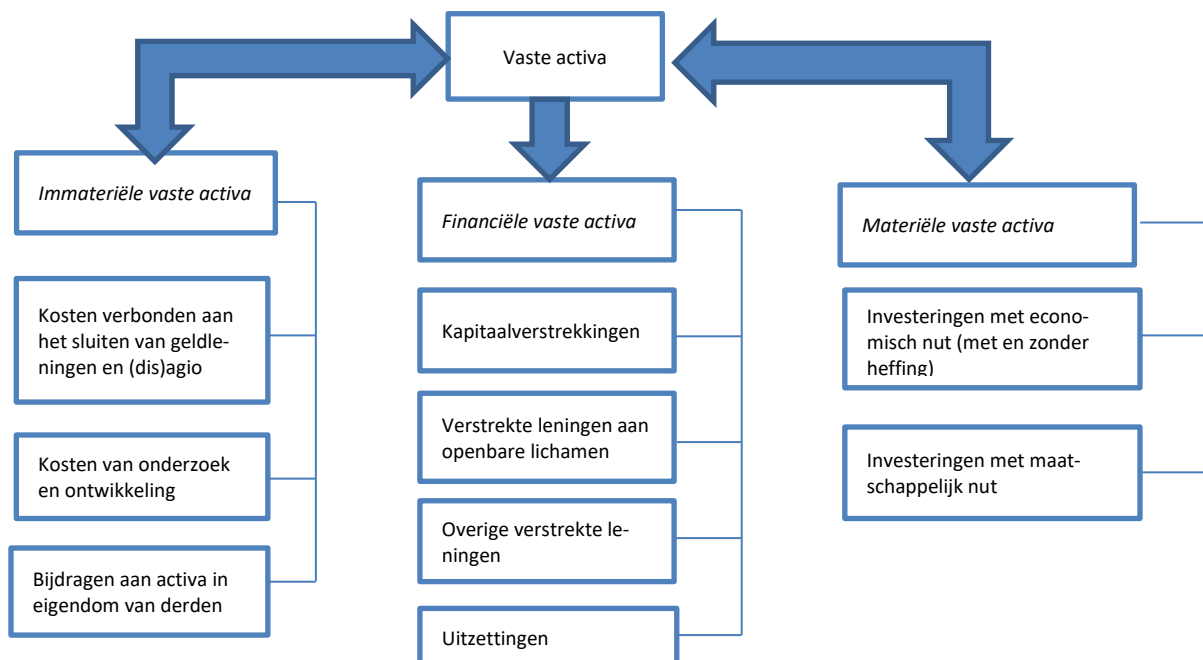 Vaste activa
Immateriële vaste activa
Kosten verbonden aan
het sluiten van geldle-
ningen en (dis)agio
Kosten van onderzoek
en ontwikkeling
Bijdragen aan activa in
eigendom van derden
Financiële vaste activa
Kapitaalverstrekkingen
Verstrekte leningen aan
openbare lichamen
Overige verstrekte le-
ningen
Uitzettingen
Materiële vaste activa
Investeringen met econo-
misch nut (met en zonder
heffing)
Investeringen met maat-
schappelijk nut